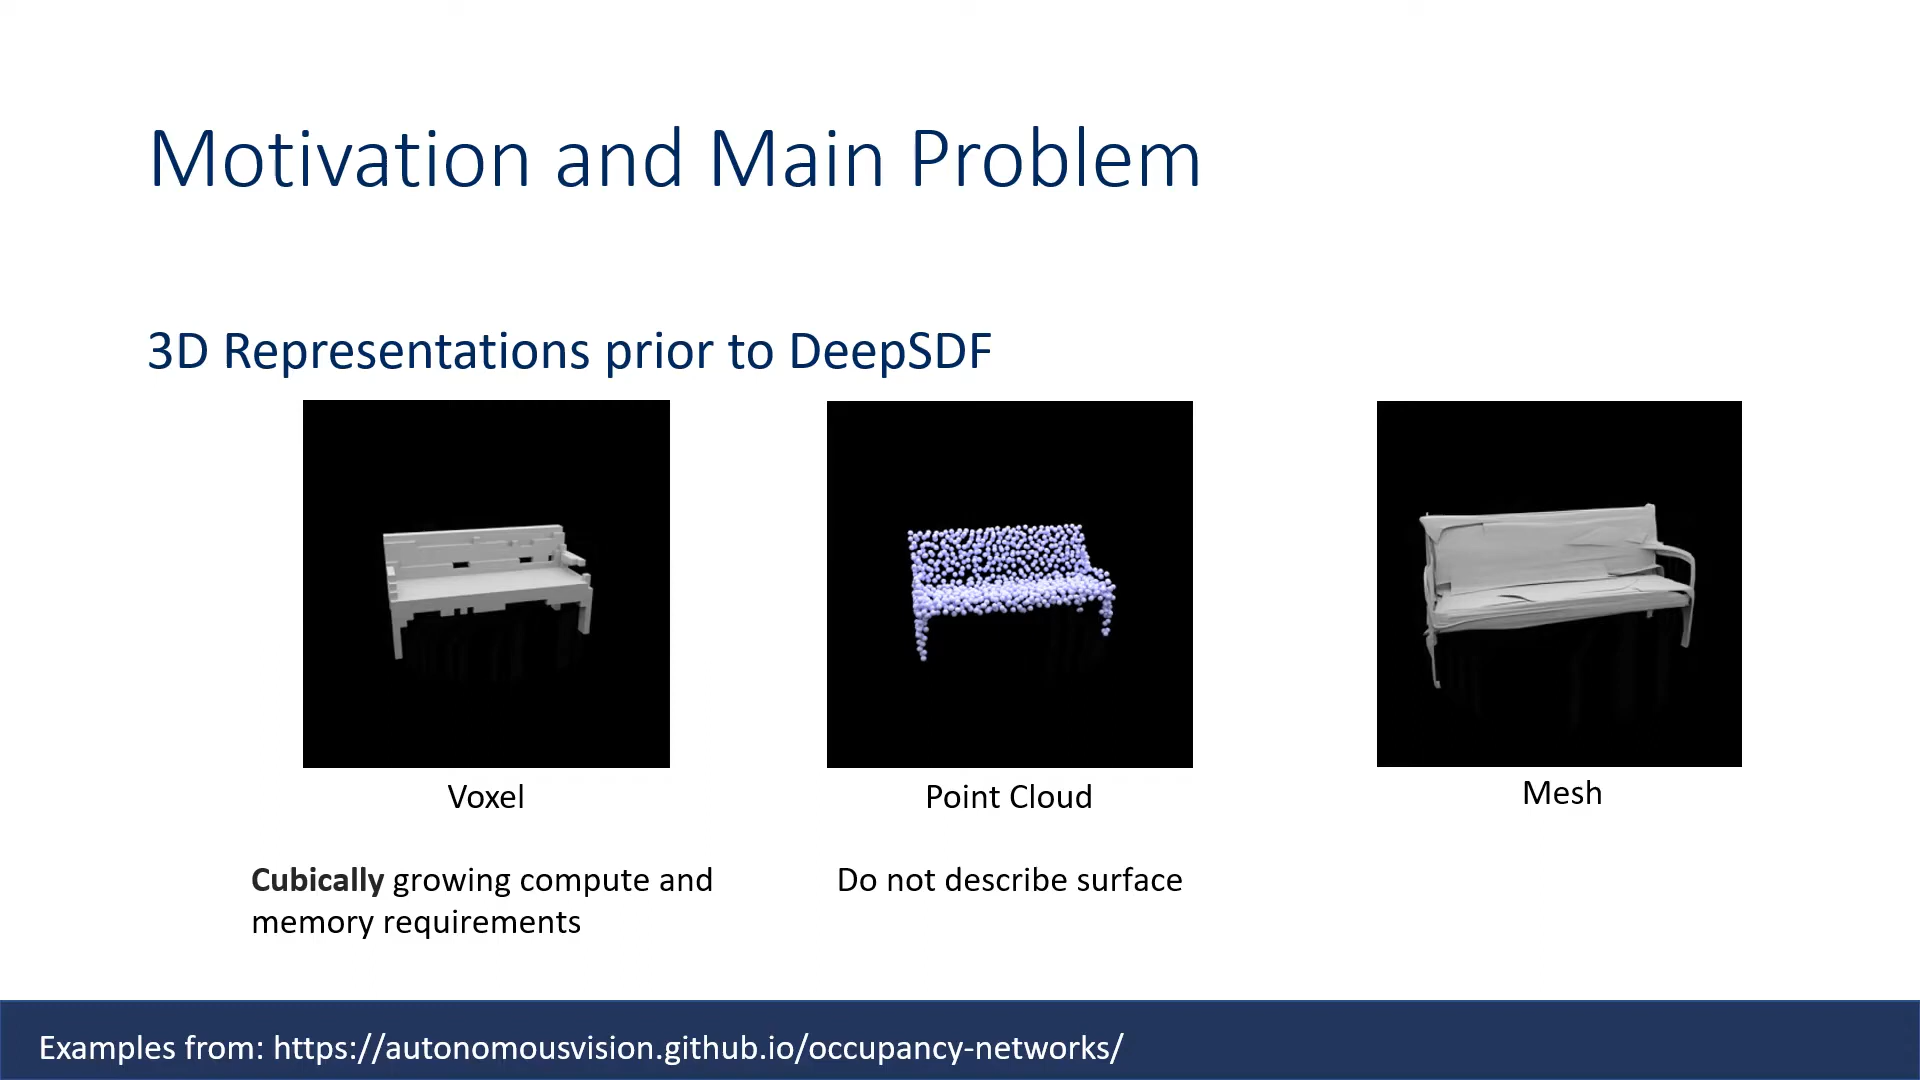 Motivation and Main Problem
3D Representations prior to DeepSDF
Voxel
Point Cloud
Mesh
Cubically growing compute and
memory requirements
Do not describe surface
Examples from: https://autonomousvision.github.io/occupancy-networks/